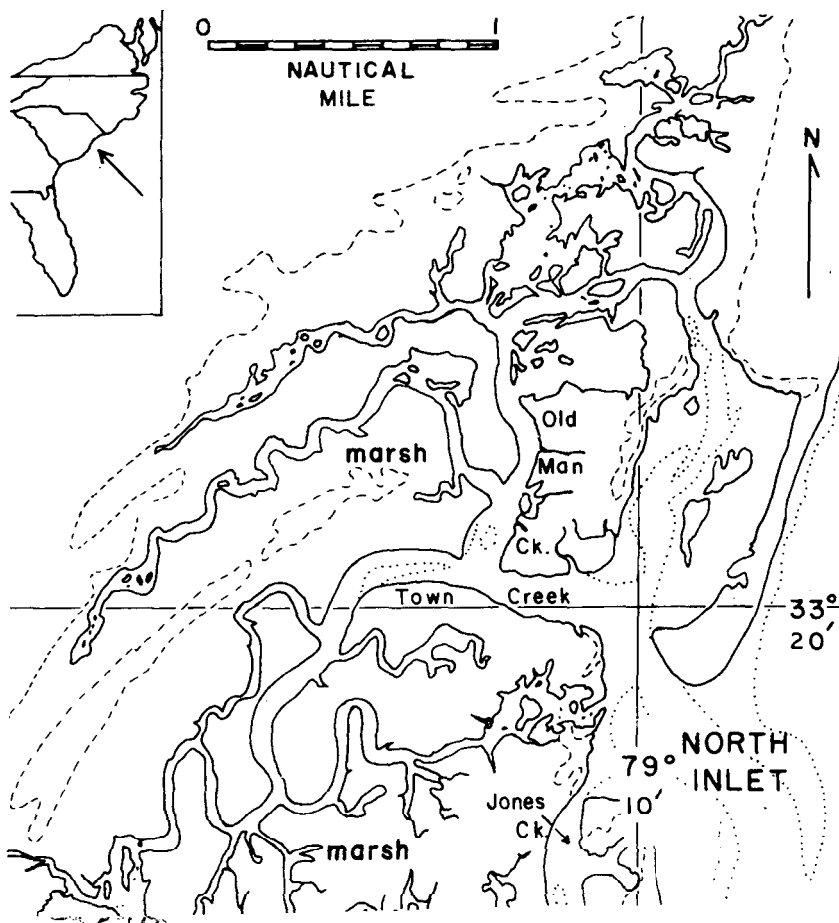 0 1
NAUTICAL
MILE
N
Old
marsh
Man
Ck.
Town Creek
33°
20′
NORTH
79°
INLET
10′
Jones
Ck.
marsh